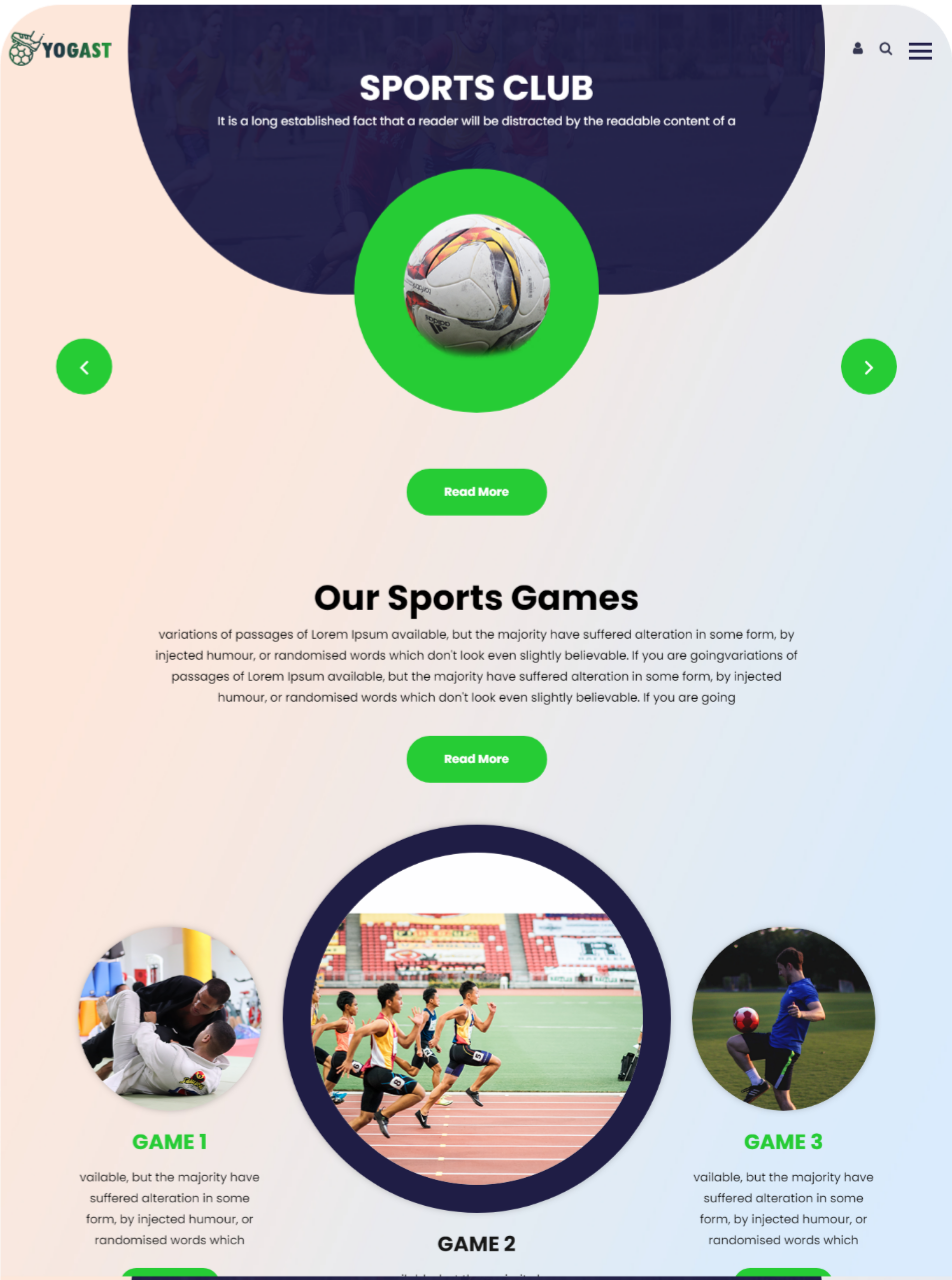 YOGAST
SPORTS CLUB
It is a long established fact that a reader will be distracted by the readable content of a
adidas
Read More
Our Sports Games
variations of passages of Lorem Ipsum available, but the majority have suffered alteration in some form, by
injected humour, or randomised words which don't look even slightly believable. If you are goingvariations of
passages of Lorem Ipsum available, but the majority have suffered alteration in some form, by injected
humour, or randomised words which don't look even slightly believable. If you are going
Read More
GAME 1
vailable, but the majority have
suffered alteration in some
form, by injected humour, or
randomised words which
GAME 2
GAME 3
vailable, but the majority have
suffered alteration in some
form, by injected humour, or
randomised words which